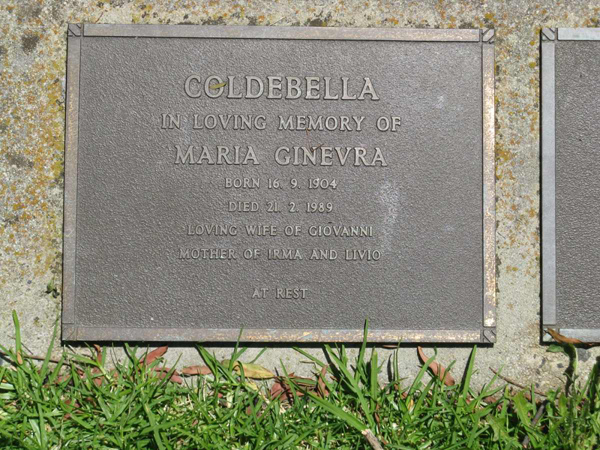 COLDEBELLA
IN LOVING MEMORY OF
MARIA GINEVRA
BORN 16. 9. 1904
DIED 21. 2. 1989
LOVING WIFE OF GIOVANNI
MOTHER OF IRMA AND LIVIO
AT REST